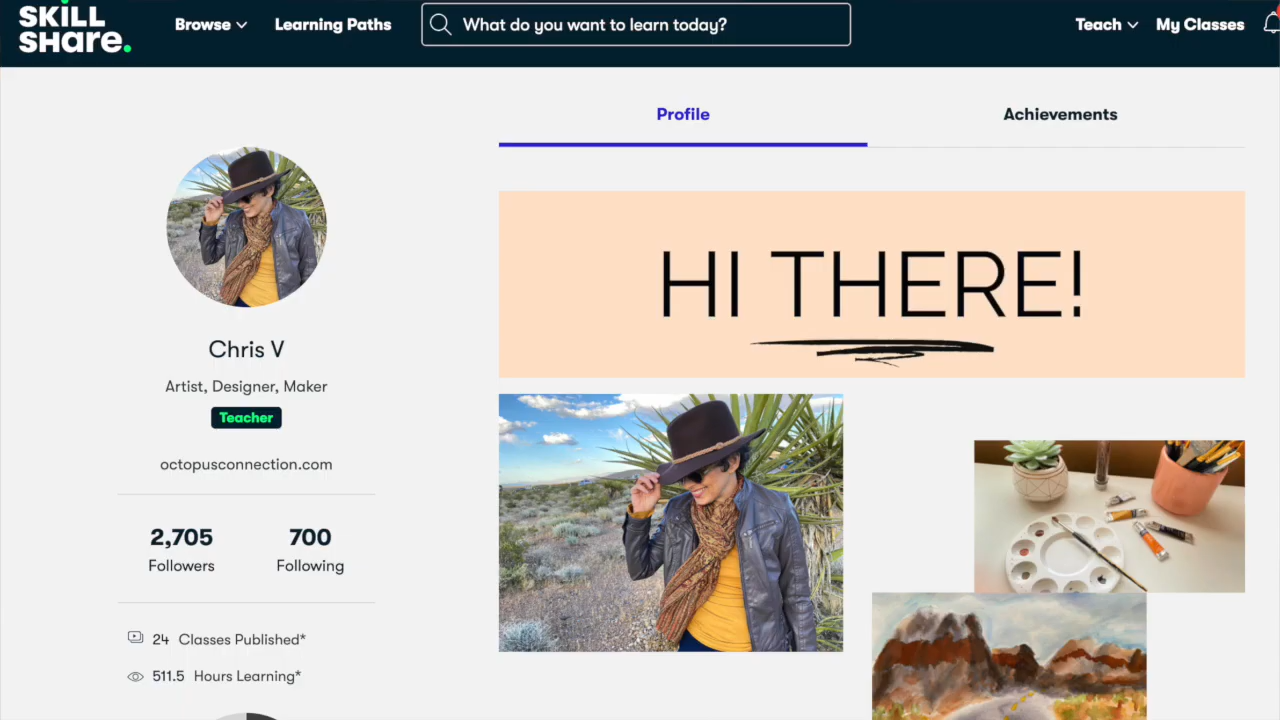 SKILL
SHARE.
Browse
Learning Paths
What do you want to learn today?
Teach
My Classes
Profile
Achievements
HI THERE!
Chris V
Artist, Designer, Maker
Teacher
octopusconnection.com
2,705
Followers
700
Following
24 Classes Published*
511.5 Hours Learning*